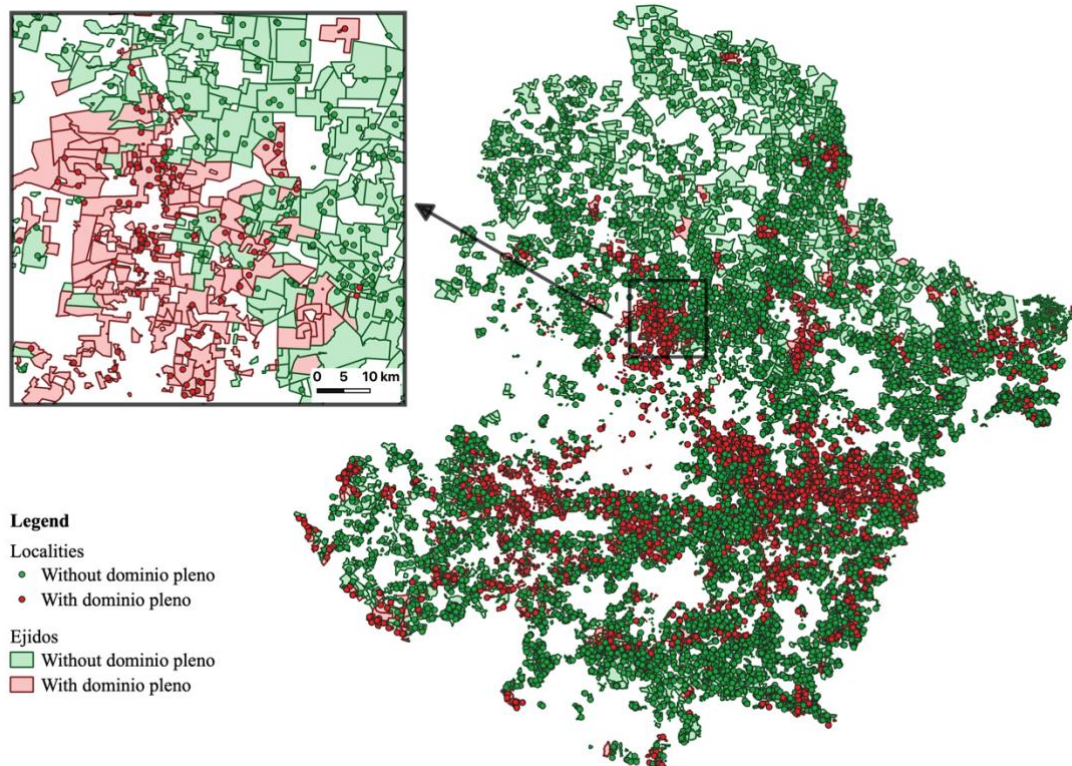 0 5 10 km
Legend
Localities
Without dominio pleno
With dominio pleno
Ejidos
Without dominio pleno
With dominio pleno